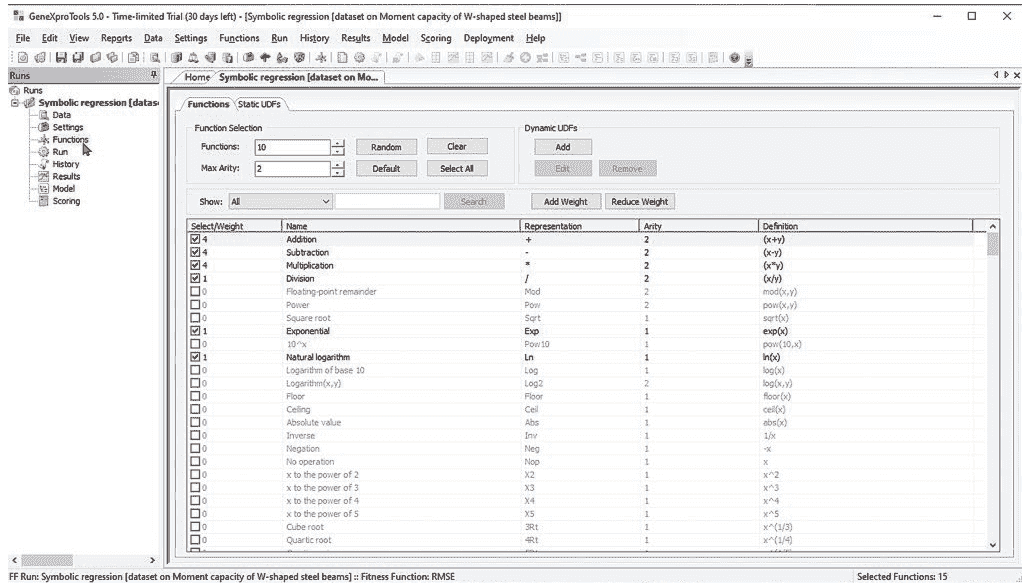 GeneXproTools 5.0 - Time-limited Trial (30 days left) - [Symbolic regression [dataset on Moment capacity of W-shaped steel beams]]
File Edit View Reports Data Settings Functions Run History Results Model Scoring Deployment Help
Runs
Home Symbolic regression [dataset on Mo...
Runs
Symbolic regression [datase
Data
Settings
Functions
Run
History
Results
Model
Scoring
Functions Static UDFs
Function Selection
Functions: 10 Random Clear
Max Arity: 2 Default Select All
Dynamic UDFs
Add
Edit Remove
Show: All Search Add Weight Reduce Weight
Select/Weight Name Representation Arity Definition
4 Addition + 2 (x+y)
4 Subtraction - 2 (x-y)
4 Multiplication * 2 (x*y)
1 Division / 2 (x/y)
0 Floating-point remainder Mod 2 mod(x,y)
0 Power Pow 2 pow(x,y)
0 Square root Sqrt 1 sqrt(x)
1 Exponential Exp 1 exp(x)
0 10^x Pow10 1 pow(10,x)
1 Natural logarithm Ln 1 ln(x)
0 Logarithm of base 10 Log 1 log(x)
0 Logarithm(x,y) Log2 2 log(x,y)
0 Floor Floor 1 floor(x)
0 Ceiling Ceil 1 ceil(x)
0 Absolute value Abs 1 abs(x)
0 Inverse Inv 1 1/x
0 Negation Neg 1 -x
0 No operation Nop 1 x
0 x to the power of 2 X2 1 x^2
0 x to the power of 3 X3 1 x^3
0 x to the power of 4 X4 1 x^4
0 x to the power of 5 X5 1 x^5
0 Cube root 3Rt 1 x^(1/3)
0 Quartic root 4Rt 1 x^(1/4)
FF Run: Symbolic regression [dataset on Moment capacity of W-shaped steel beams] :: Fitness Function: RMSE Selected Functions: 15